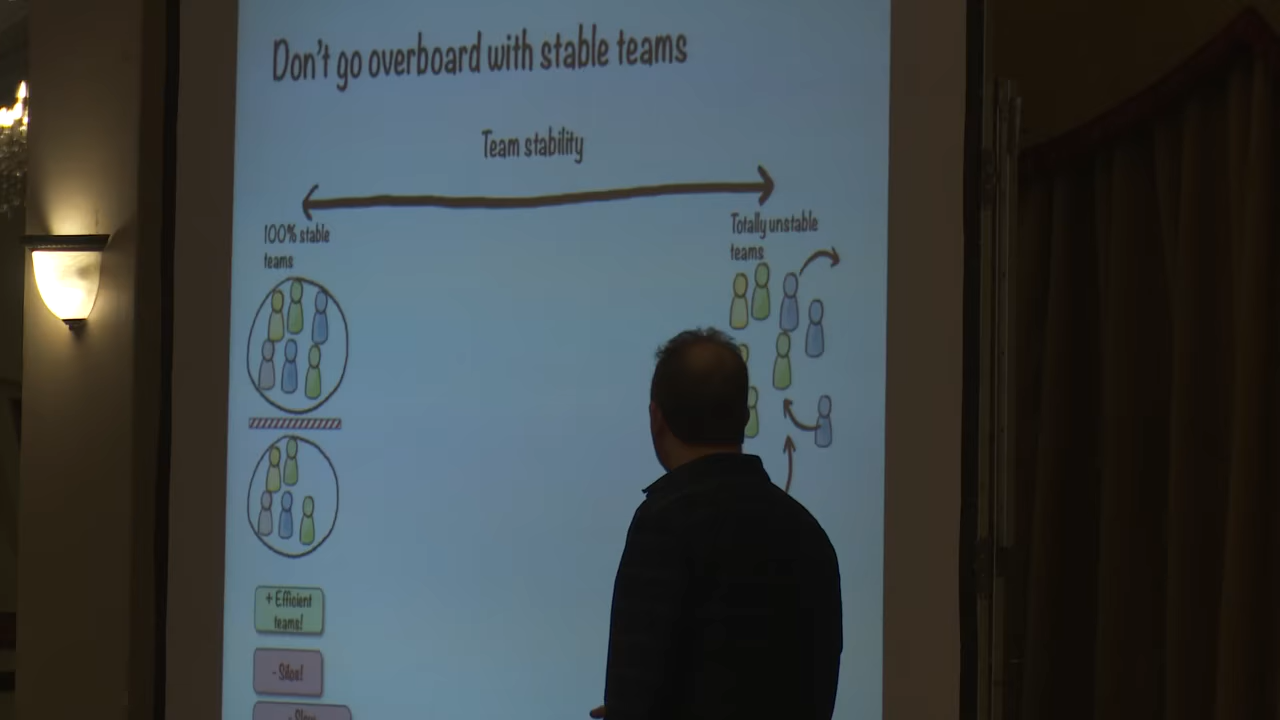 Don't go overboard with stable teams
Team stability
100% stable
teams
Totally unstable
teams
+ Efficient
teams!
- Silos!